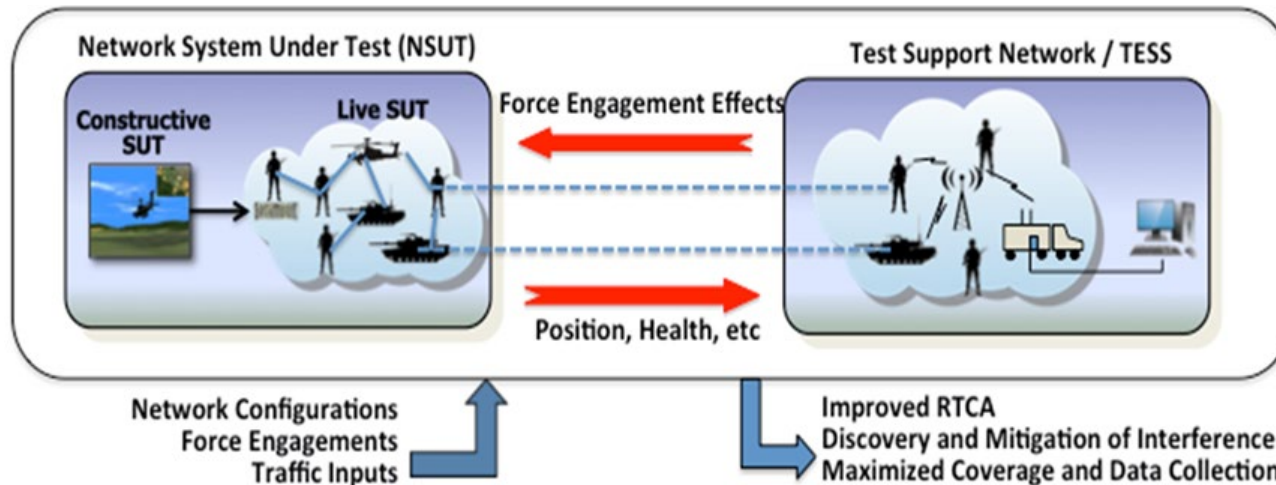 Network System Under Test (NSUT)
Test Support Network / TESS
Constructive
SUT
Live SUT
Force Engagement Effects
Position, Health, etc
Network Configurations
Force Engagements
Traffic Inputs
Improved RTCA
Discovery and Mitigation of Interference
Maximized Coverage and Data Collection